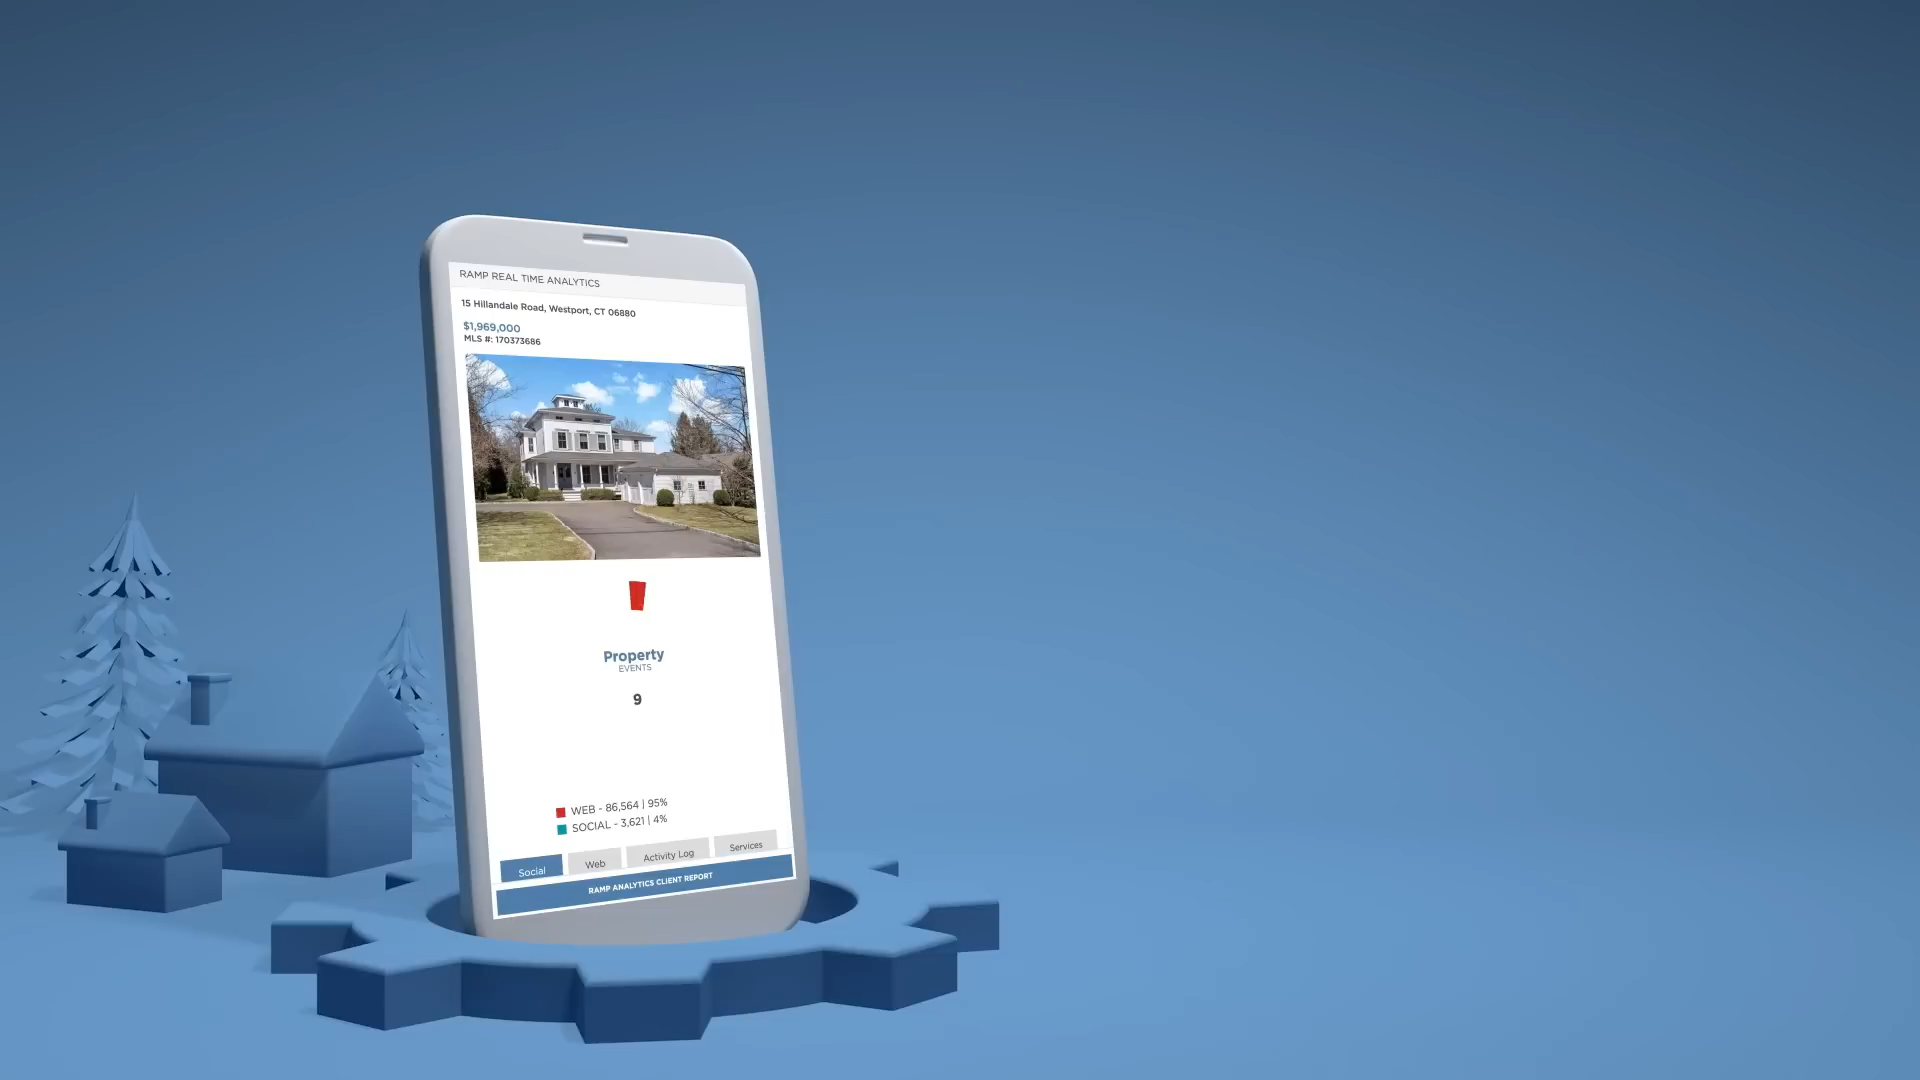 RAMP REAL TIME ANALYTICS
15 Hillandale Road, Westport, CT 06880
$1,969,000
MLS #: 170373686
Property
EVENTS
9
WEB - 86,564 | 95%
SOCIAL - 3,621 | 4%
Social Web Activity Log Services
RAMP ANALYTICS CLIENT REPORT